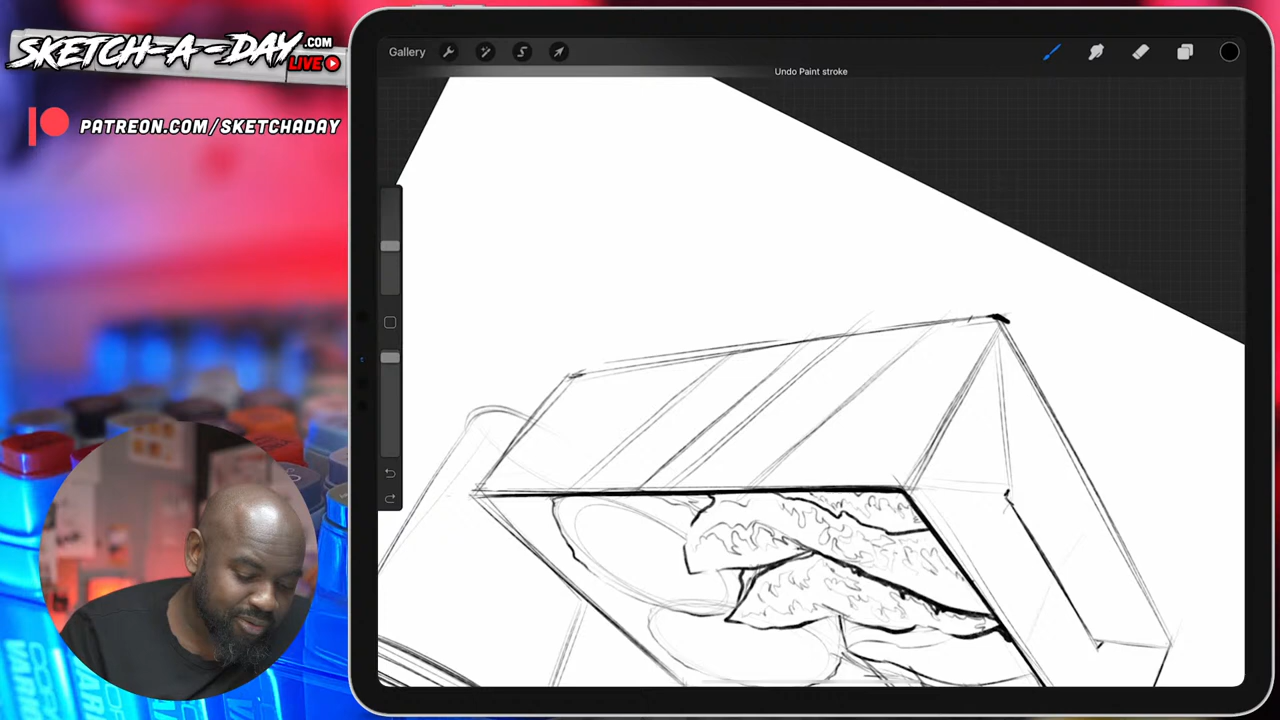 SKETCH-A-DAY.COM
LIVE
PATREON.COM/SKETCHADAY
Gallery
Undo Paint stroke